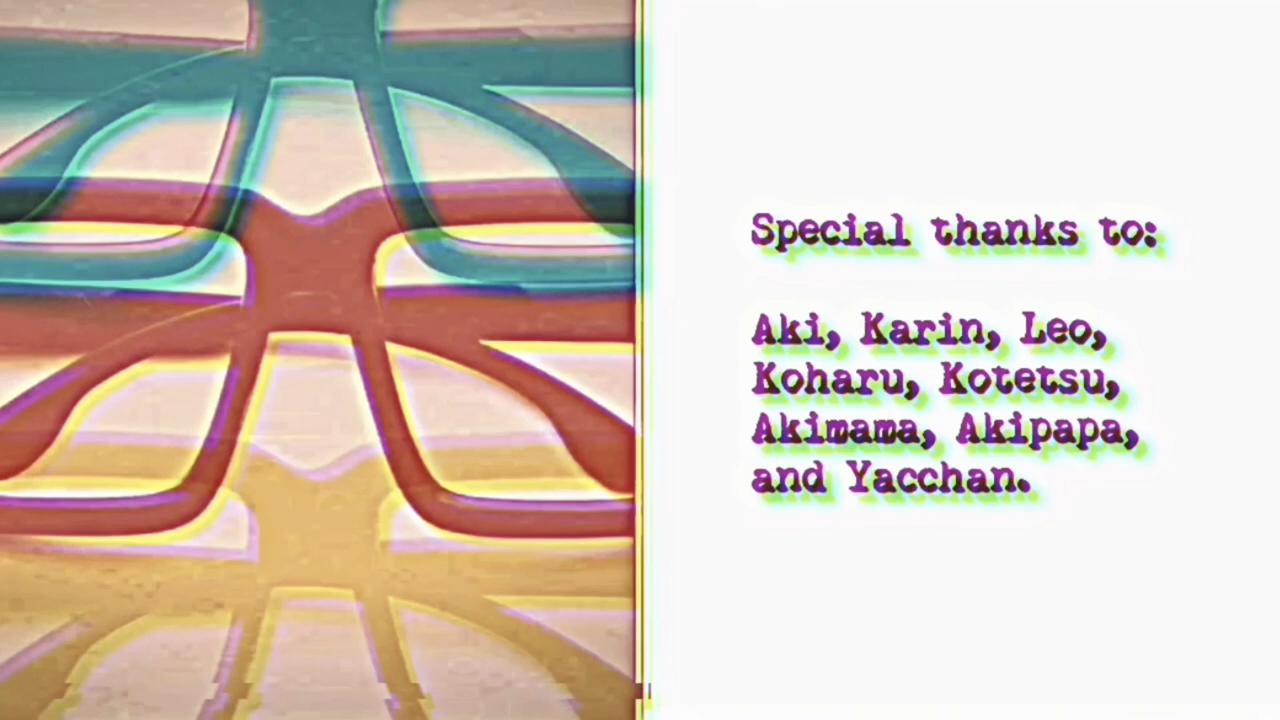 Special thanks to:
Aki, Karin, Leo,
Koharu, Kotetsu,
Akimama, Akipapa,
and Yacchan.